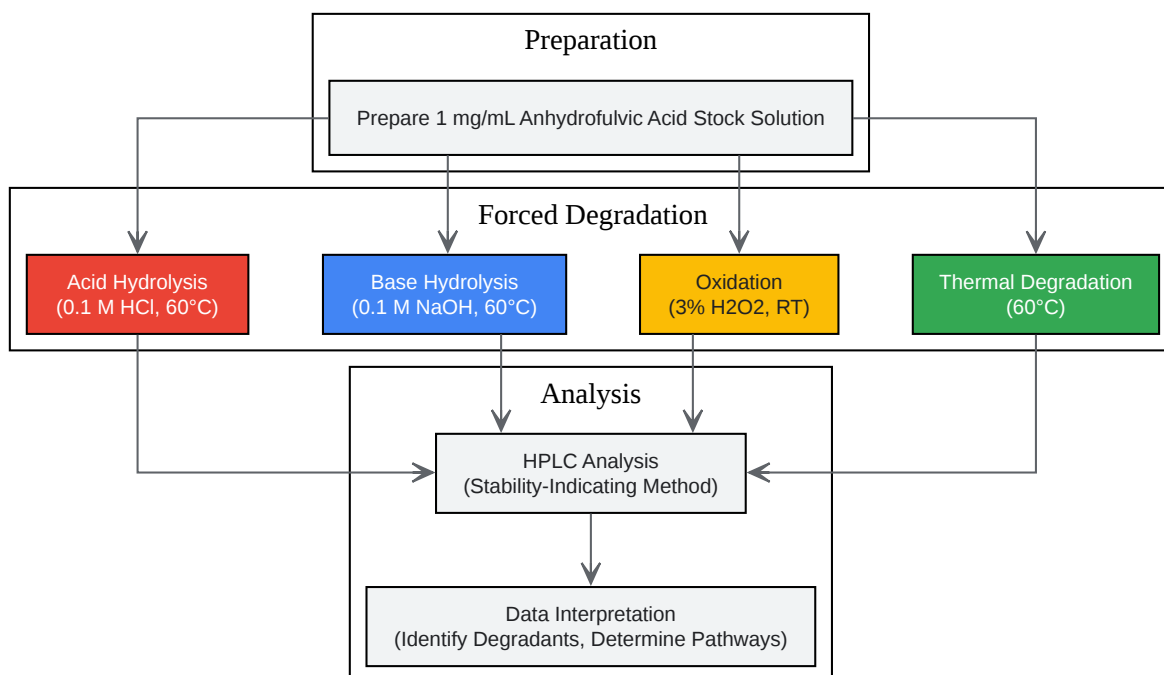 Preparation
Prepare 1 mg/mL Anhydrofulvic Acid Stock Solution
Forced Degradation
Acid Hydrolysis
(0.1 M HCl, 60°C)
Base Hydrolysis
(0.1 M NaOH, 60°C)
Oxidation
(3% H2O2, RT)
Thermal Degradation
(60°C)
Analysis
HPLC Analysis
(Stability-Indicating Method)
Data Interpretation
(Identify Degradants, Determine Pathways)